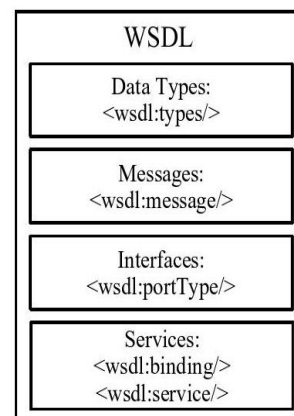 WSDL
Data Types:
<wsdl:types/>
Messages:
<wsdl:message/>
Interfaces:
<wsdl:portType/>
Services:
<wsdl:binding/>
<wsdl:service/>